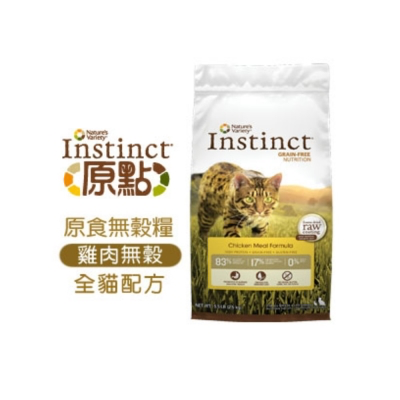 Nature's Variety
Instinct
原點
原食無穀糧
雞肉無穀
全貓配方
Nature's Variety
Instinct
GRAIN-FREE
NUTRITION
raw
coating
Chicken Meal Formula
83%
17%
0%